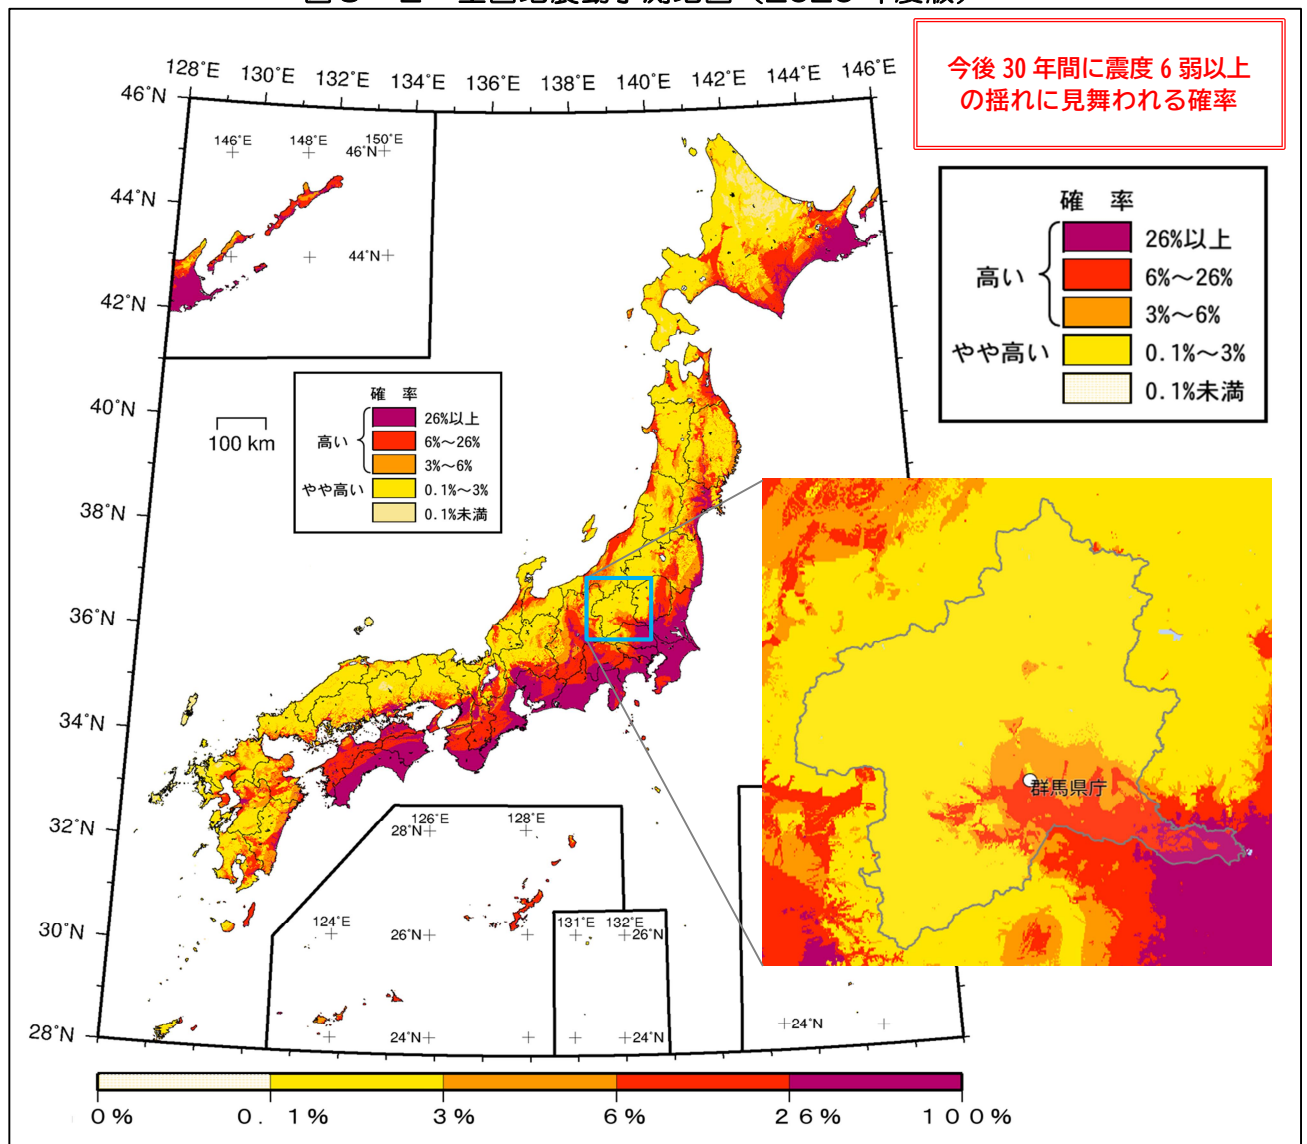 今後 30 年間に震度 6 弱以上
の揺れに見舞われる確率
128°E 130°E 132°E 134°E 136°E 138°E 140°E 142°E 144°E 146°E
46°N
44°N
42°N
40°N
38°N
36°N
34°N
32°N
30°N
28°N
146°E 148°E 150°E
46°N
44°N
確 率
高い
26%以上
6%～26%
3%～6%
やや高い 0.1%～3%
0.1%未満
100 km
確 率
高い
26%以上
6%～26%
3%～6%
やや高い 0.1%～3%
0.1%未満
群馬県庁
126°E 128°E
28°N
124°E
26°N
24°N
131°E 132°E
26°N
24°N
24°N
0% 0.1% 3% 6% 26% 100%